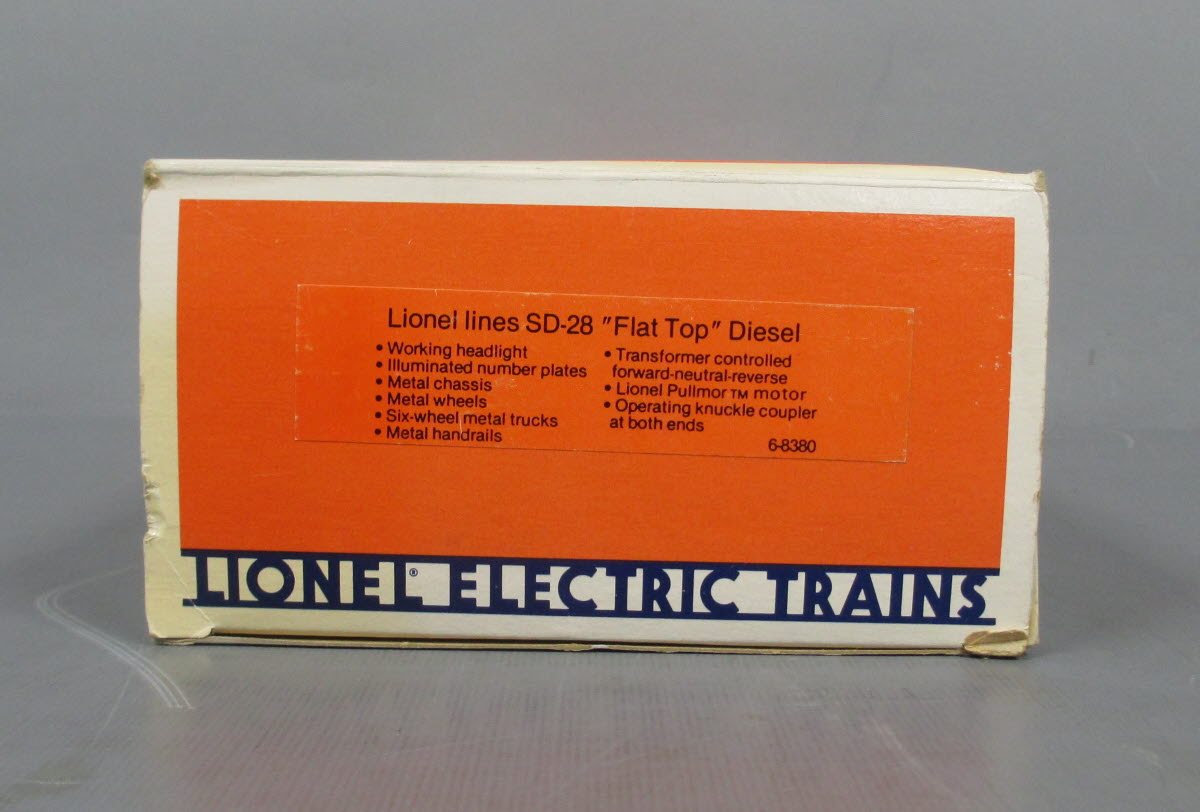 Lionel lines SD-28 "Flat Top" Diesel
• Working headlight
• Illuminated number plates
• Metal chassis
• Metal wheels
• Six-wheel metal trucks
• Metal handrails
• Transformer controlled
forward-neutral-reverse
• Lionel Pullmor™ motor
• Operating knuckle coupler
at both ends
6-8380
LIONEL® ELECTRIC TRAINS